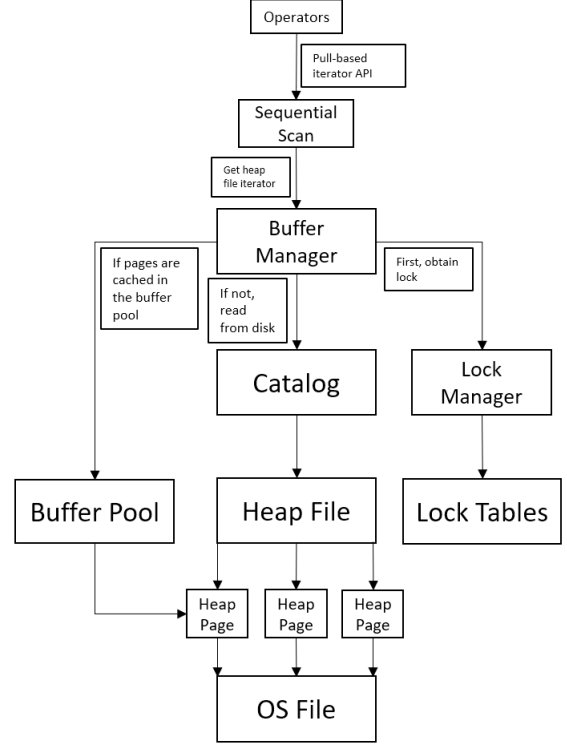 Operators
Pull-based
iterator API
Sequential
Scan
Get heap
file iterator
Buffer
Manager
If pages are
cached in
the buffer
pool
If not,
read
from disk
First, obtain
lock
Catalog
Lock
Manager
Buffer Pool
Heap File
Lock Tables
Heap
Page
Heap
Page
Heap
Page
OS File